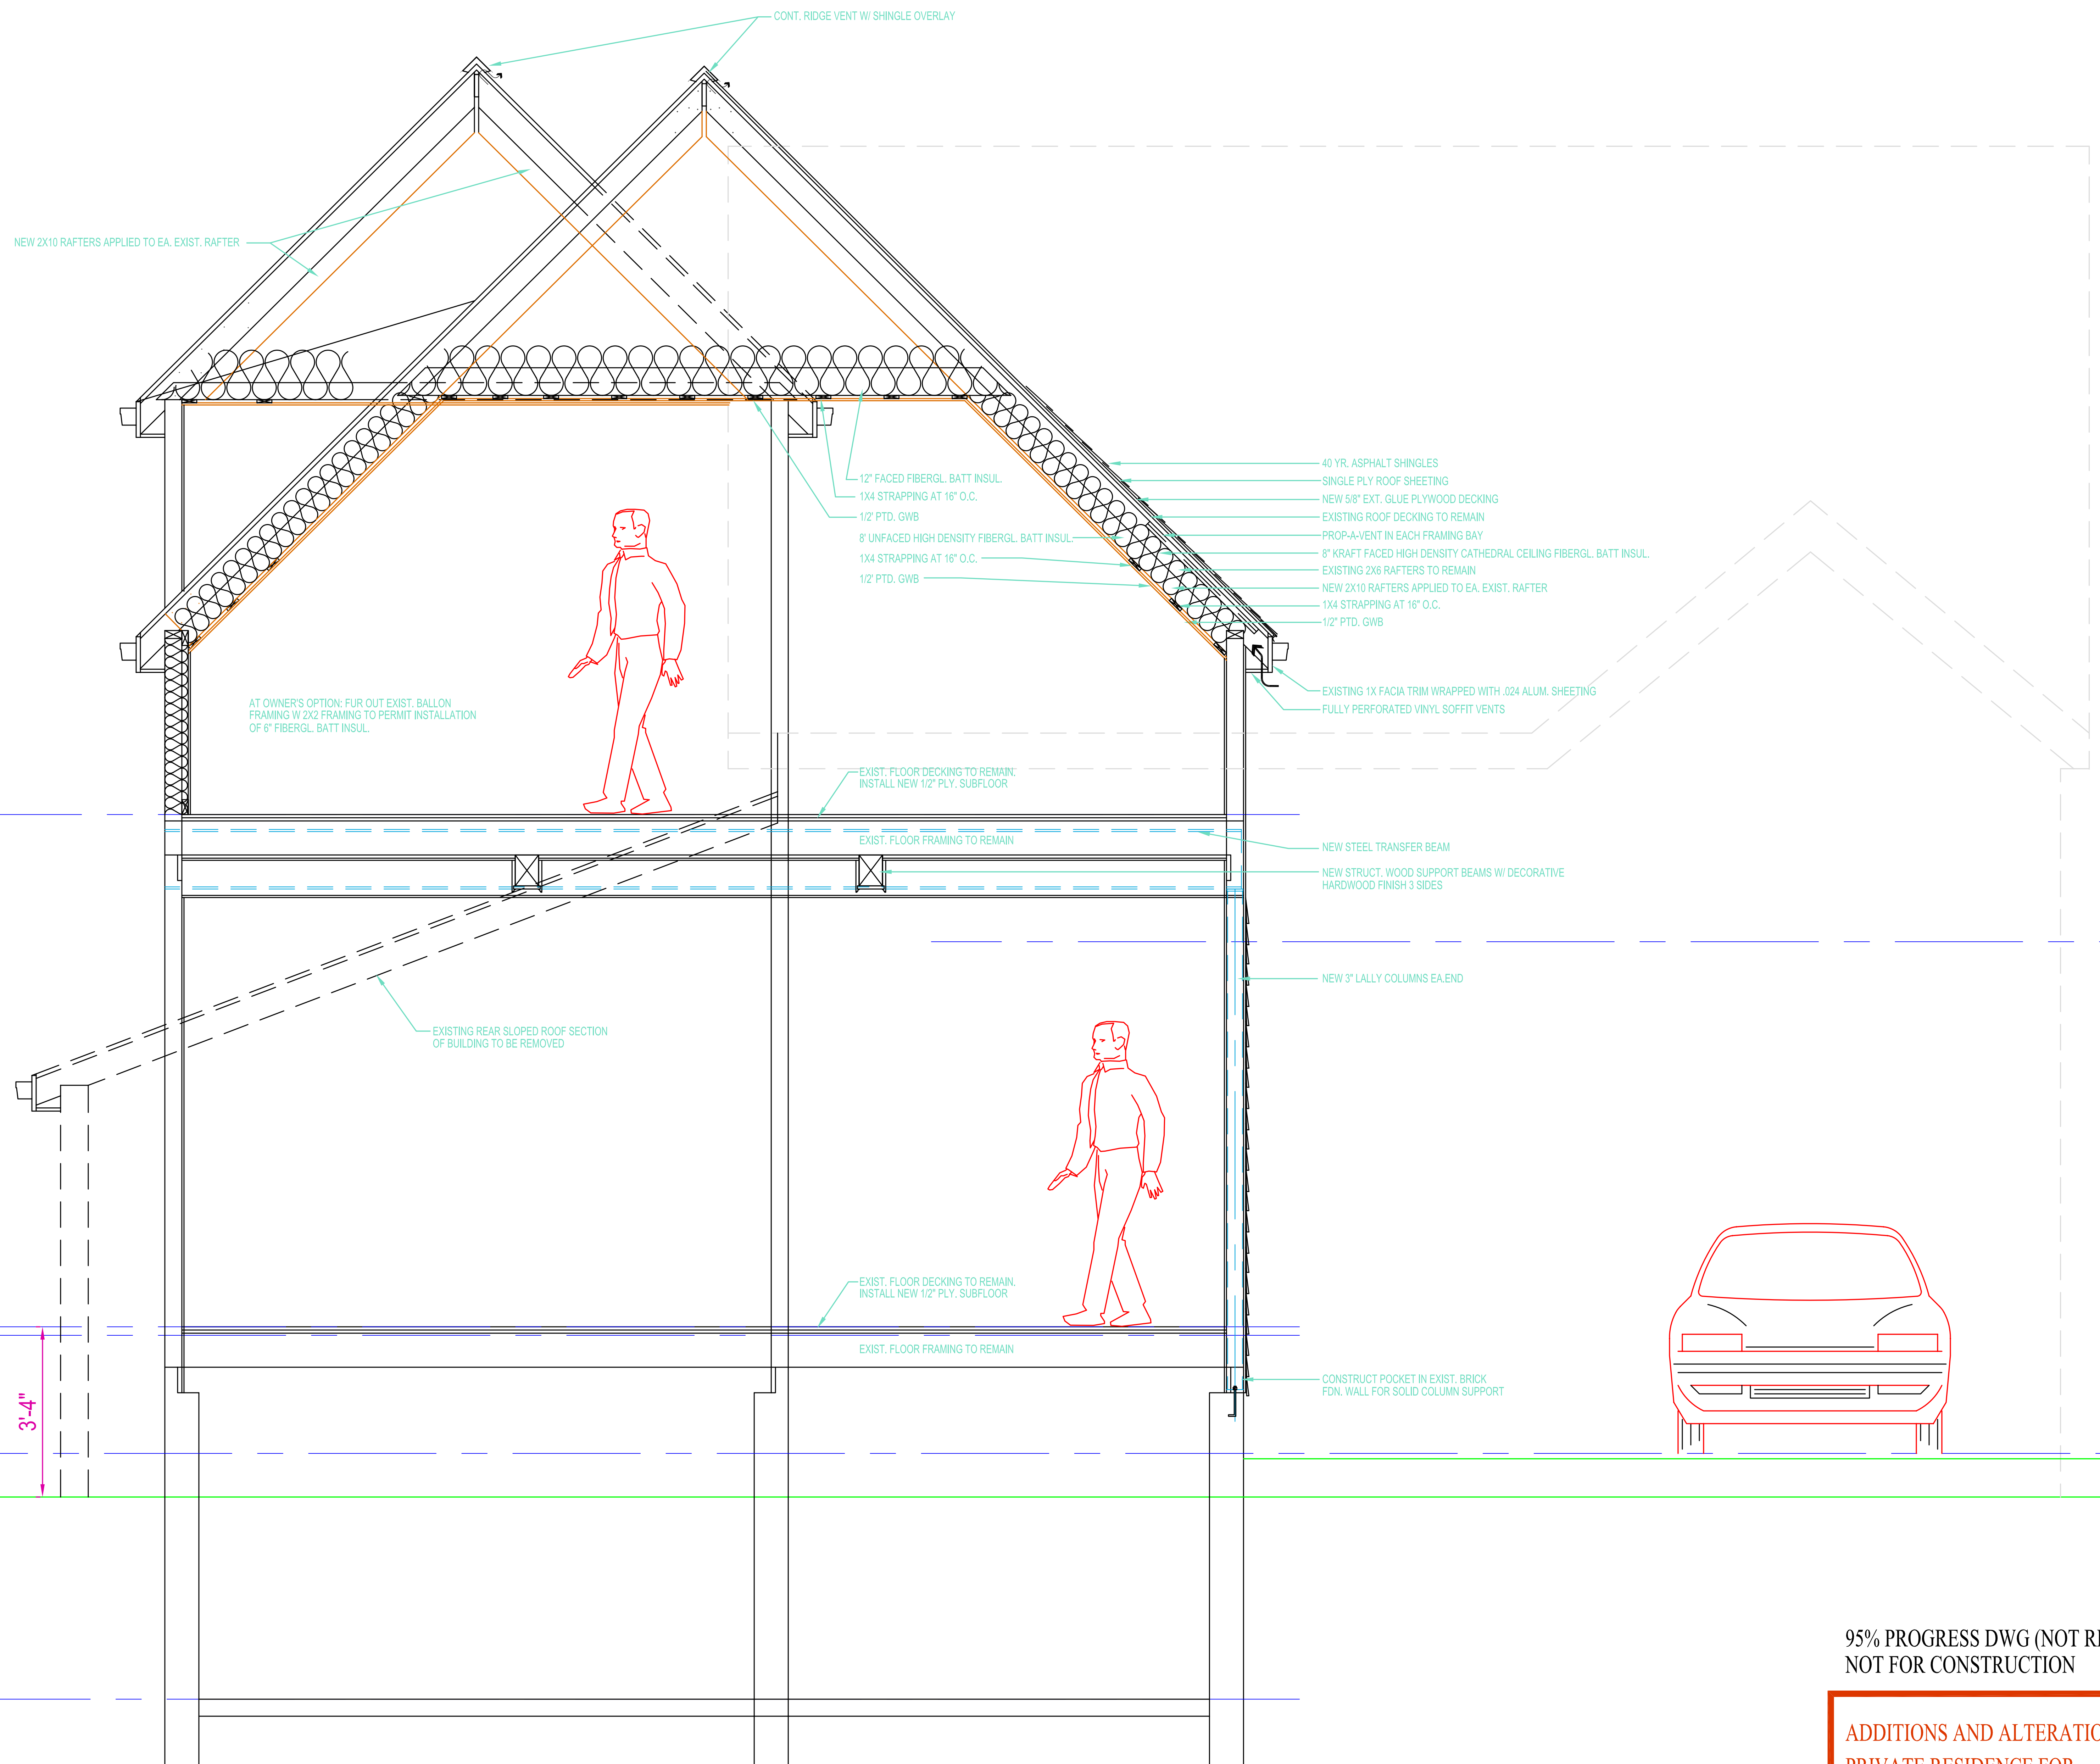 CONT. RIDGE VENT W/ SHINGLE OVERLAY
NEW 2X10 RAFTERS APPLIED TO EA. EXIST. RAFTER
12" FACED FIBERGL. BATT INSUL.
1X4 STRAPPING AT 16" O.C.
1/2' PTD. GWB
8' UNFACED HIGH DENSITY FIBERGL. BATT INSUL.
1X4 STRAPPING AT 16" O.C.
1/2' PTD. GWB
40 YR. ASPHALT SHINGLES
SINGLE PLY ROOF SHEETING
NEW 5/8" EXT. GLUE PLYWOOD DECKING
EXISTING ROOF DECKING TO REMAIN
PROP-A-VENT IN EACH FRAMING BAY
8" KRAFT FACED HIGH DENSITY CATHEDRAL CEILING FIBERGL. BATT INSUL.
EXISTING 2X6 RAFTERS TO REMAIN
NEW 2X10 RAFTERS APPLIED TO EA. EXIST. RAFTER
1X4 STRAPPING AT 16" O.C.
1/2" PTD. GWB
EXISTING 1X FACIA TRIM WRAPPED WITH .024 ALUM. SHEETING
FULLY PERFORATED VINYL SOFFIT VENTS
AT OWNER'S OPTION: FUR OUT EXIST. BALLON
FRAMING W 2X2 FRAMING TO PERMIT INSTALLATION
OF 6" FIBERGL. BATT INSUL.
EXIST. FLOOR DECKING TO REMAIN.
INSTALL NEW 1/2" PLY. SUBFLOOR
EXIST. FLOOR FRAMING TO REMAIN
NEW STEEL TRANSFER BEAM
NEW STRUCT. WOOD SUPPORT BEAMS W/ DECORATIVE
HARDWOOD FINISH 3 SIDES
NEW 3" LALLY COLUMNS EA.END
EXISTING REAR SLOPED ROOF SECTION
OF BUILDING TO BE REMOVED
EXIST. FLOOR DECKING TO REMAIN.
INSTALL NEW 1/2" PLY. SUBFLOOR
EXIST. FLOOR FRAMING TO REMAIN
CONSTRUCT POCKET IN EXIST. BRICK
FDN. WALL FOR SOLID COLUMN SUPPORT
3'-4"
95% PROGRESS DWG (NOT
NOT FOR CONSTRUCTION
ADDITIONS AND
PRIVATE RESIDENCE FOR